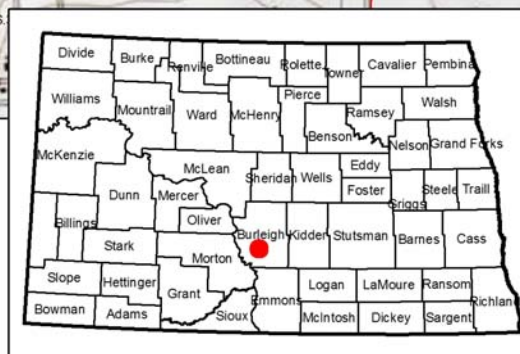 Divide
Burke
Renville
Bottineau
Rolette
Towner
Cavalier
Pembina
Williams
Mountrail
Ward
McHenry
Pierce
Ramsey
Walsh
Benson
Nelson
Grand Forks
McKenzie
McLean
Sheridan
Wells
Eddy
Foster
Griggs
Steele
Traill
Dunn
Mercer
Oliver
Billings
Stark
Morton
Burleigh
Kidder
Stutsman
Barnes
Cass
Slope
Hettinger
Grant
Emmons
Logan
LaMoure
Ransom
Richland
Bowman
Adams
Sioux
McIntosh
Dickey
Sargent